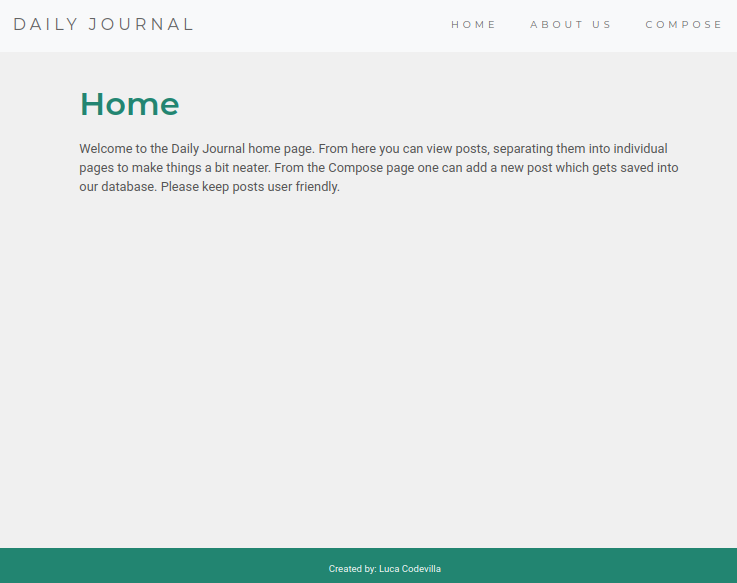 DAILY JOURNAL
HOME ABOUT US COMPOSE
Home
Welcome to the Daily Journal home page. From here you can view posts, separating them into individual
pages to make things a bit neater. From the Compose page one can add a new post which gets saved into
our database. Please keep posts user friendly.
Created by: Luca Codevilla